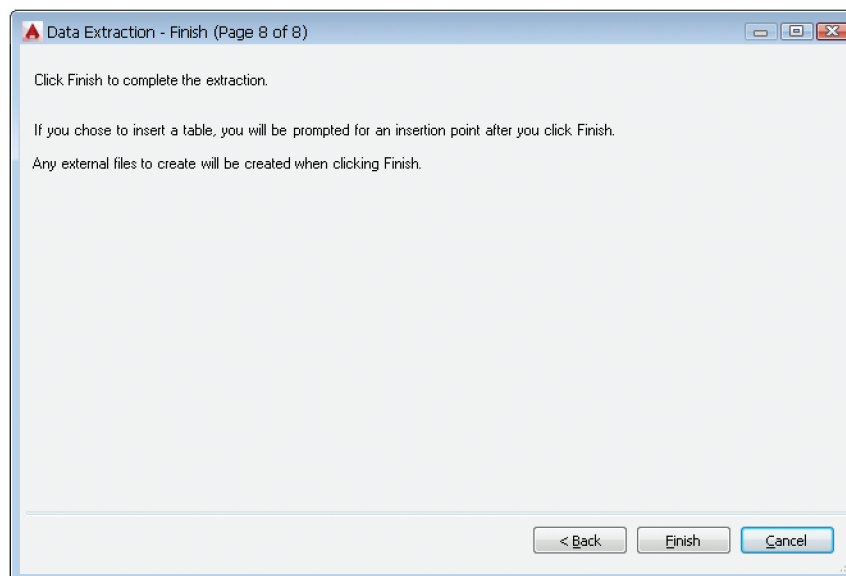 Data Extraction - Finish (Page 8 of 8)
Click Finish to complete the extraction.
If you chose to insert a table, you will be prompted for an insertion point after you click Finish.
Any external files to create will be created when clicking Finish.
< Back Finish Cancel